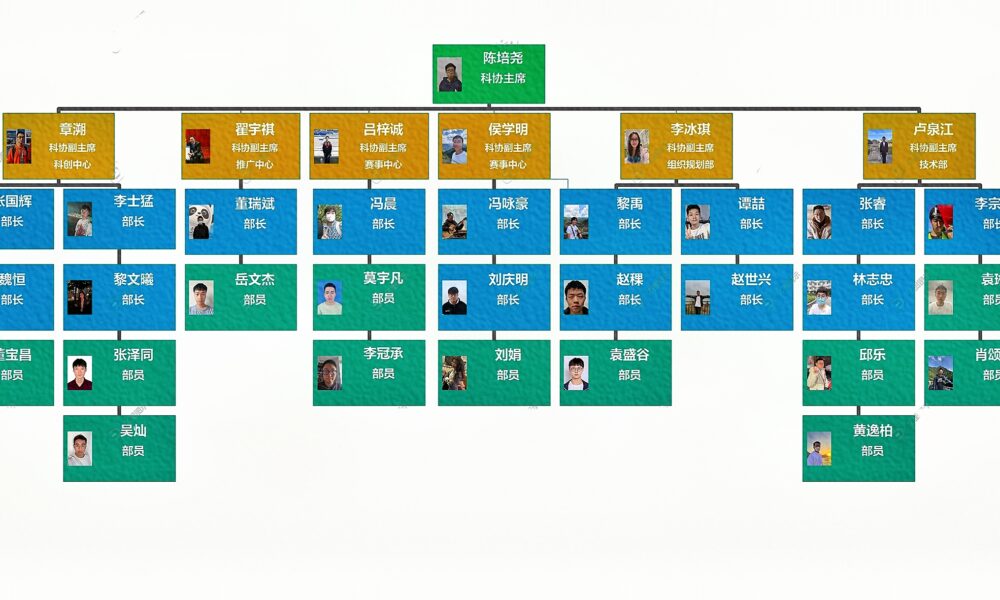 陈培尧
科协主席
章溯
科协副主席
科创中心
翟宇祺
科协副主席
推广中心
吕梓诚
科协副主席
赛事中心
侯学明
科协副主席
赛事中心
李冰琪
科协副主席
组织规划部
卢泉江
科协副主席
技术部
国辉
部长
李士猛
部长
董瑞斌
部长
冯晨
部长
冯咏豪
部长
黎禹
部长
谭喆
部长
张睿
部长
李宗
部长
魏恒
部长
黎文曦
部长
岳文杰
部员
莫宇凡
部员
刘庆明
部长
赵稞
部长
赵世兴
部长
林志忠
部长
袁
部员
宝昌
部员
张泽同
部员
李冠承
部员
刘娟
部员
袁盛谷
部员
邱乐
部员
肖颂
部员
吴灿
部员
黄逸柏
部员